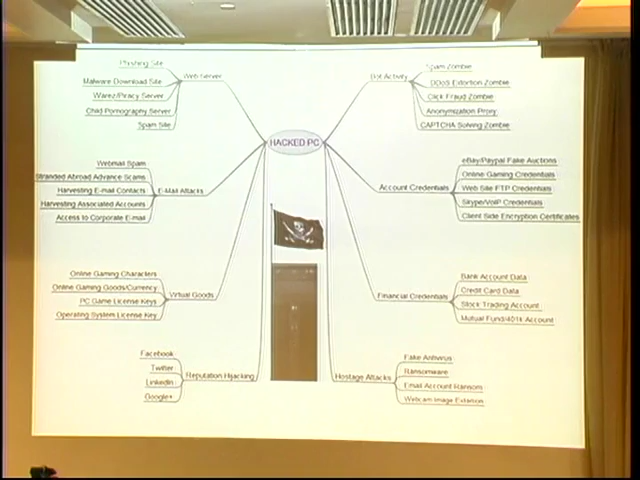 HACKED PC
Web Server
Phishing Site
Malware Download Site
Warez/Piracy Server
Child Pornography Server
Spam Site
E-Mail Attacks
Webmail Spam
Stranded Abroad Advance Scams
Harvesting E-mail Contacts
Harvesting Associated Accounts
Access to Corporate E-mail
Virtual Goods
Online Gaming Characters
Online Gaming Goods/Currency
PC Game License Keys
Operating System License Key
Reputation Hijacking
Facebook
Twitter
LinkedIn
Google+
Bot Activity
Spam Zombie
DDoS Extortion Zombie
Click Fraud Zombie
Anonymization Proxy
CAPTCHA Solving Zombie
Account Credentials
eBay/Paypal Fake Auctions
Online Gaming Credentials
Web Site FTP Credentials
Skype/VoIP Credentials
Client Side Encryption Certificates
Financial Credentials
Bank Account Data
Credit Card Data
Stock Trading Account
Mutual Fund/401k Account
Hostage Attacks
Fake Antivirus
Ransomware
Email Account Ransom
Webcam Image Extortion